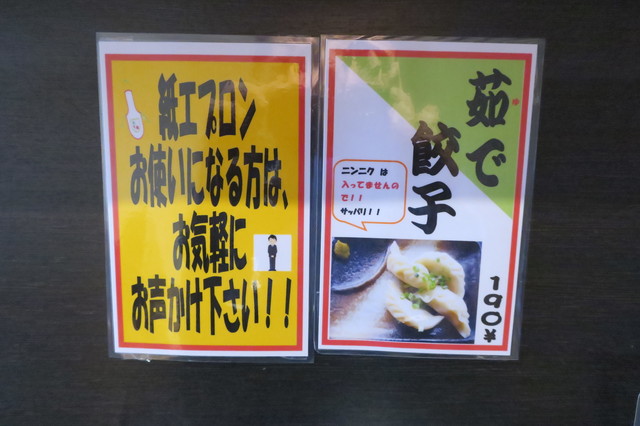 紙エプロン
お使いになる方は、
お気軽に
お声かけ下さい!!
茹で
餃子
ニンニク は
入ってませんの
で!!
サッパリ!!
190¥